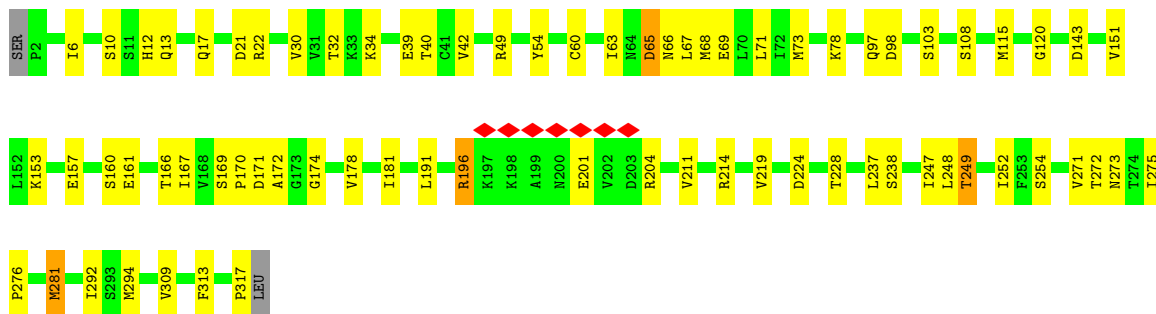 SER P2 I6 S10 S11 H12 Q13 Q17 D21 R22 V30 V31 T32 K33 K34 E39 T40 C41 V42 R49 Y54 C60 I63 N64 D65 N66 L67 M68 E69 L70 L71 I72 M73 K78 Q97 D98 S103 S108 M115 G120 D143 V151
L152 K153 E157 S160 E161 T166 I167 V168 S169 P170 D171 A172 G173 G174 V178 I181 L191 R196 K197 K198 A199 N200 E201 V202 D203 R204 V211 R214 V219 D224 T228 L237 S238 I247 L248 T249 I252 F253 S254 V271 T272 N273 T274 I275
P276 M281 I292 S293 M294 V309 F313 P317 LEU